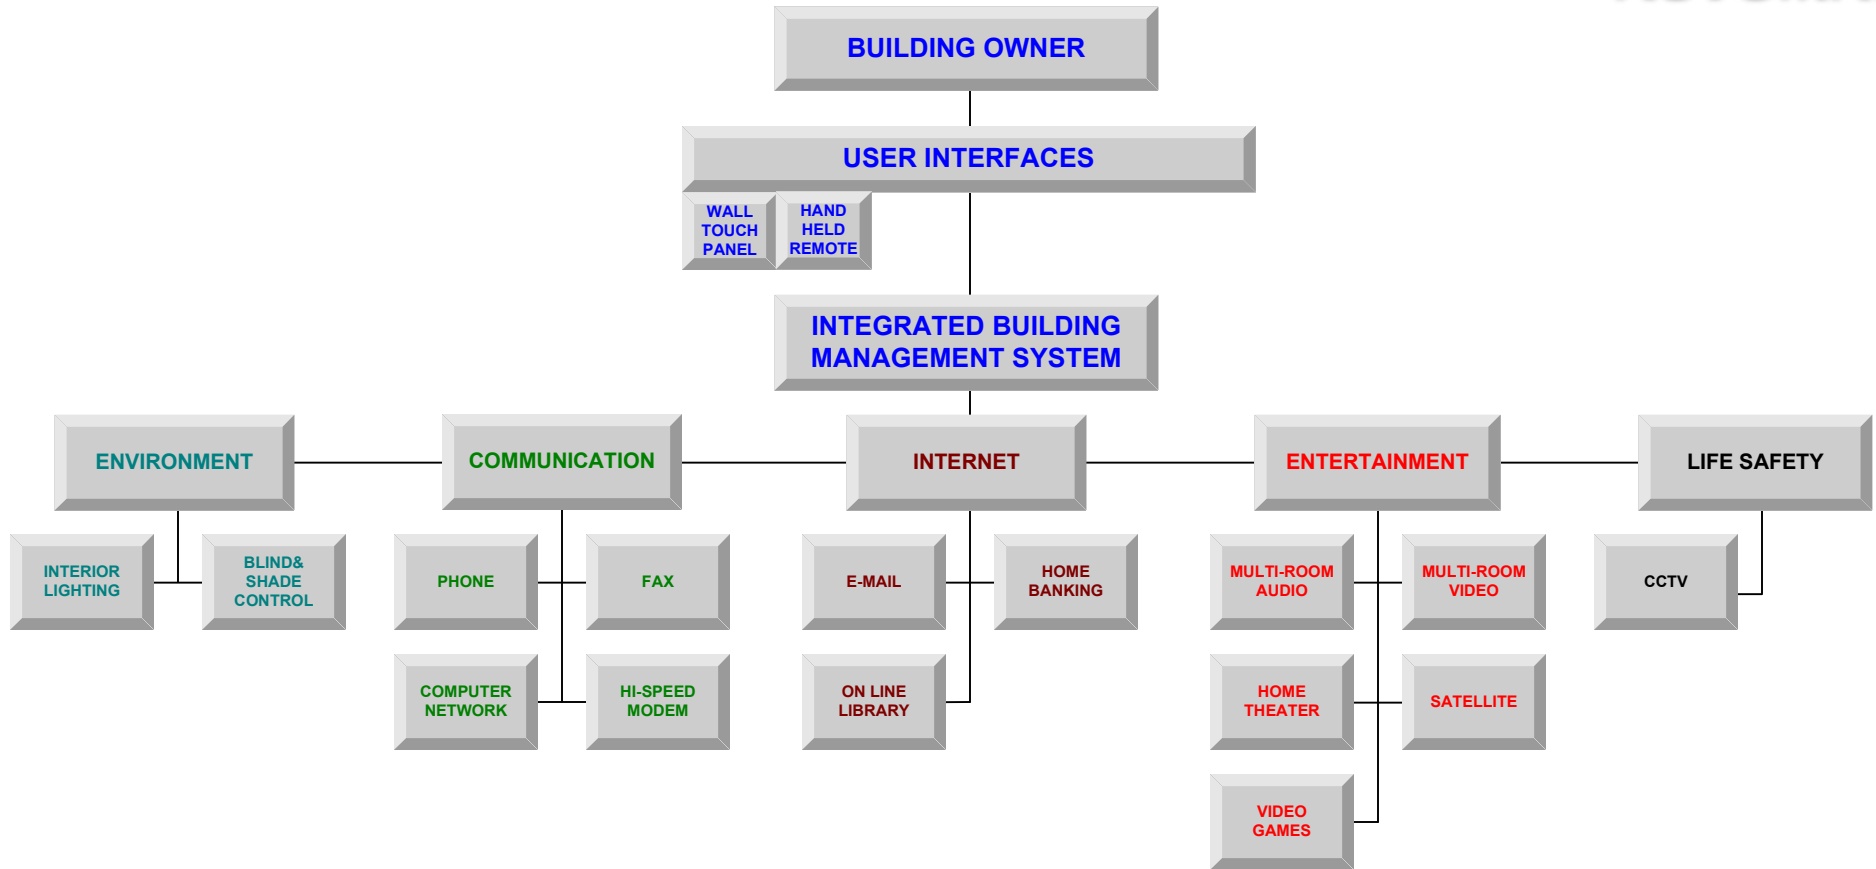 BUILDING OWNER
USER INTERFACES
WALL
TOUCH
PANEL
HAND
HELD
REMOTE
INTEGRATED BUILDING
MANAGEMENT SYSTEM
ENVIRONMENT
COMMUNICATION
INTERNET
ENTERTAINMENT
LIFE SAFETY
INTERIOR
LIGHTING
BLIND&
SHADE
CONTROL
PHONE
FAX
E-MAIL
HOME
BANKING
MULTI-ROOM
AUDIO
MULTI-ROOM
VIDEO
CCTV
COMPUTER
NETWORK
HI-SPEED
MODEM
ON LINE
LIBRARY
HOME
THEATER
SATELLITE
VIDEO
GAMES